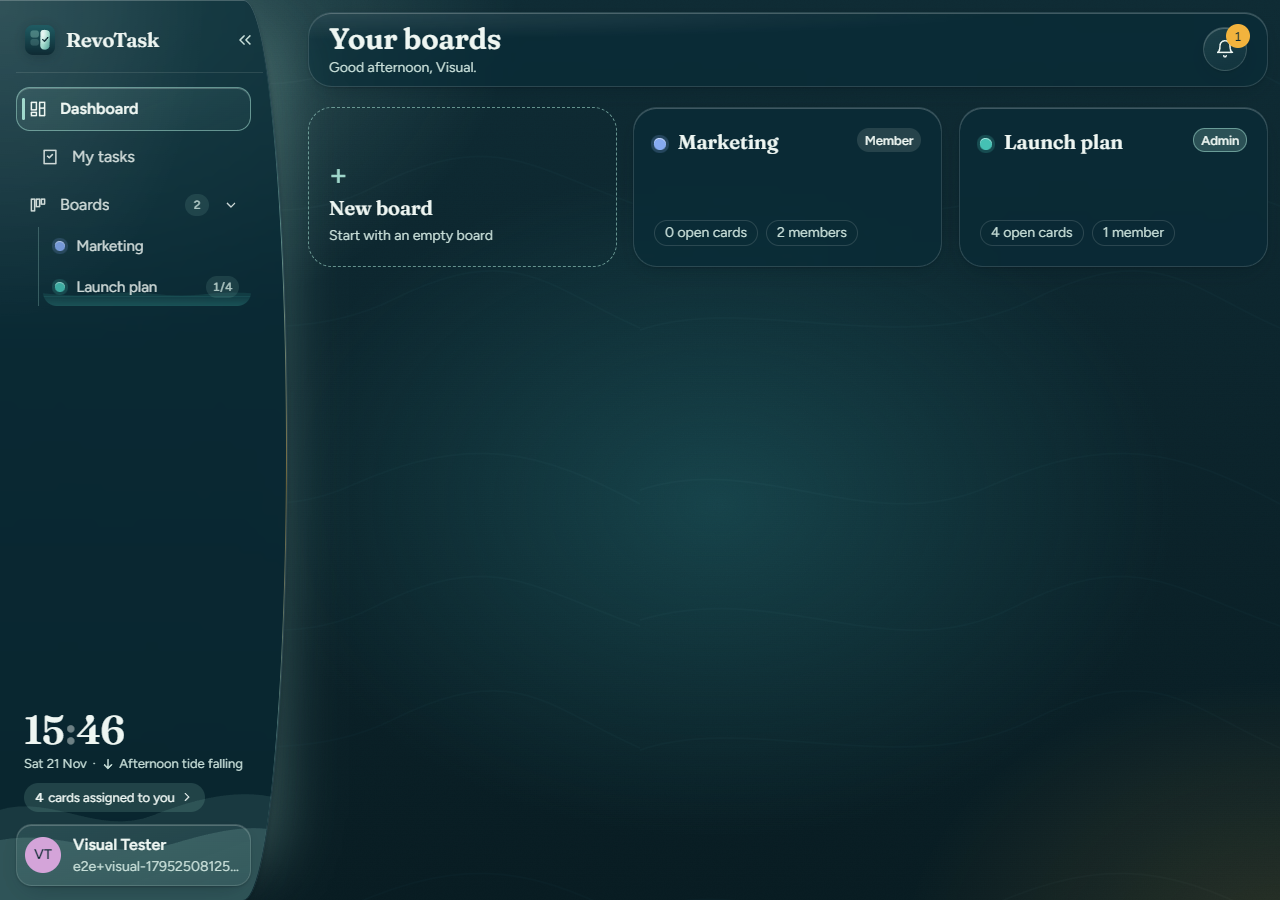 RevoTask
Dashboard
My tasks
Boards 2
Marketing
Launch plan 1/4
15:46
Sat 21 Nov · ↓ Afternoon tide falling
4 cards assigned to you
VT
Visual Tester
e2e+visual-17952508125...
Your boards
Good afternoon, Visual.
1
+
New board
Start with an empty board
Marketing Member
0 open cards 2 members
Launch plan Admin
4 open cards 1 member